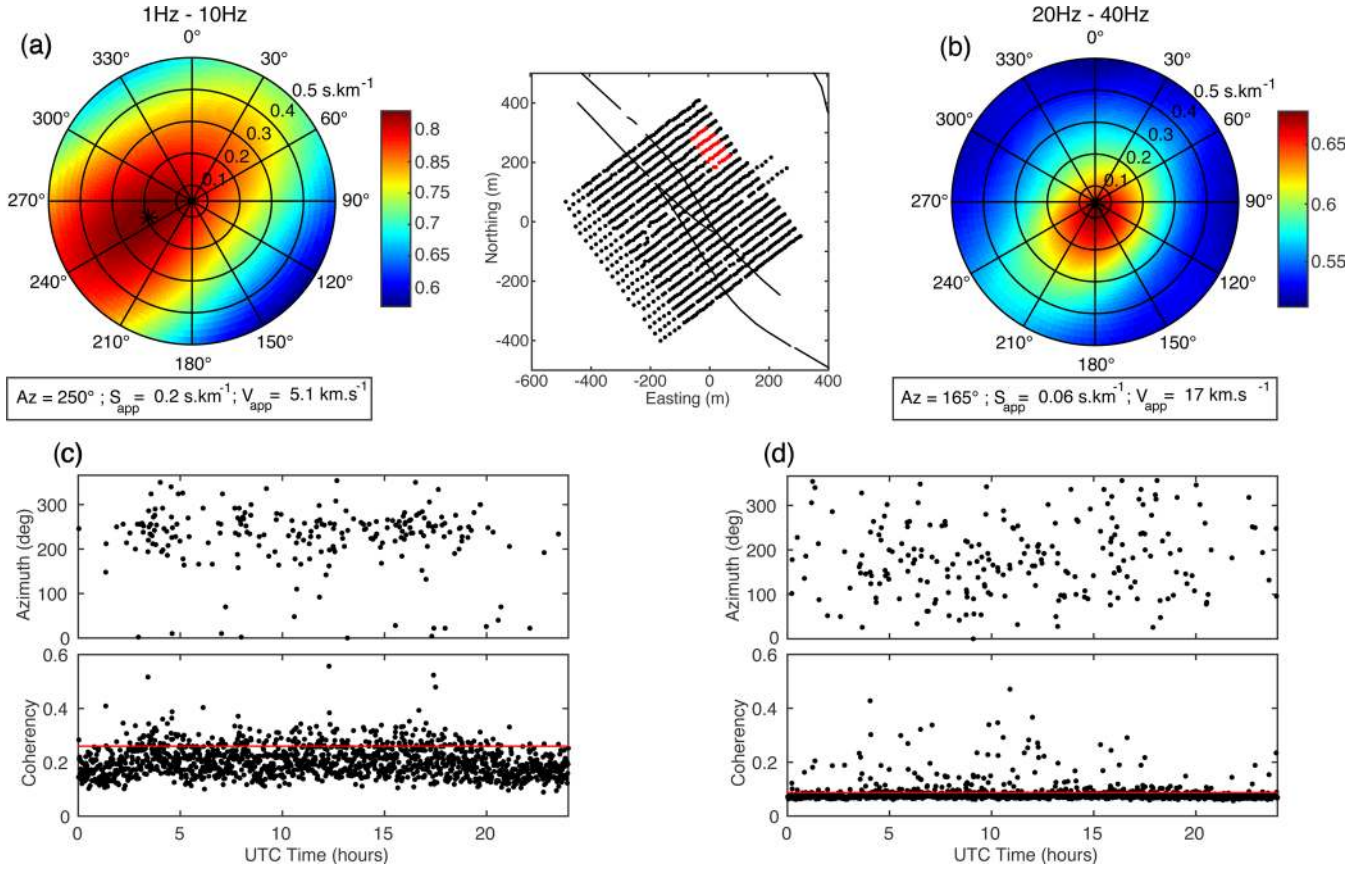 1Hz - 10Hz
(a)
0°
30°
60°
90°
120°
150°
180°
210°
240°
270°
300°
330°
0.5 s.km-1
0.4
0.3
0.2
0.1
0.8
0.85
0.75
0.7
0.65
0.6
Az = 250° ; Sapp= 0.2 s.km-1; Vapp= 5.1 km.s-1
Northing (m)
400
200
0
-200
-400
-600 -400 -200 0 200 400
Easting (m)
20Hz - 40Hz
(b)
0°
30°
60°
90°
120°
150°
180°
210°
240°
270°
300°
330°
0.5 s.km-1
0.4
0.3
0.2
0.1
0.65
0.6
0.55
Az = 165° ; Sapp= 0.06 s.km-1; Vapp= 17 km.s -1
(c)
Azimuth (deg)
300
200
100
0
Coherency
0.6
0.4
0.2
0
0 5 10 15 20
UTC Time (hours)
(d)
Azimuth (deg)
300
200
100
0
Coherency
0.6
0.4
0.2
0
0 5 10 15 20
UTC Time (hours)